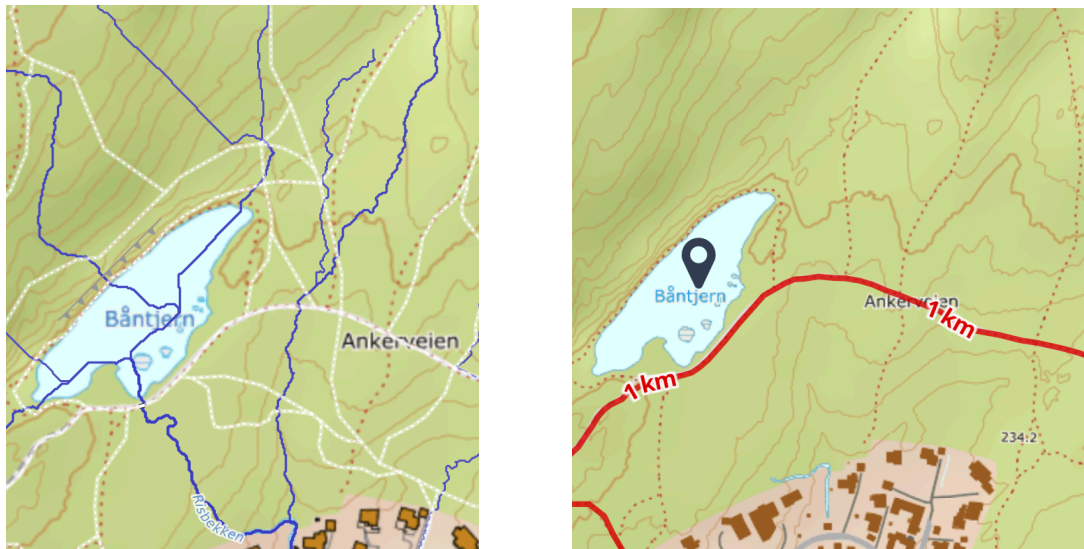 Båntjern
Ankerveien
Risbekken
Båntjern
Ankerveien
1 km
1 km
234.2